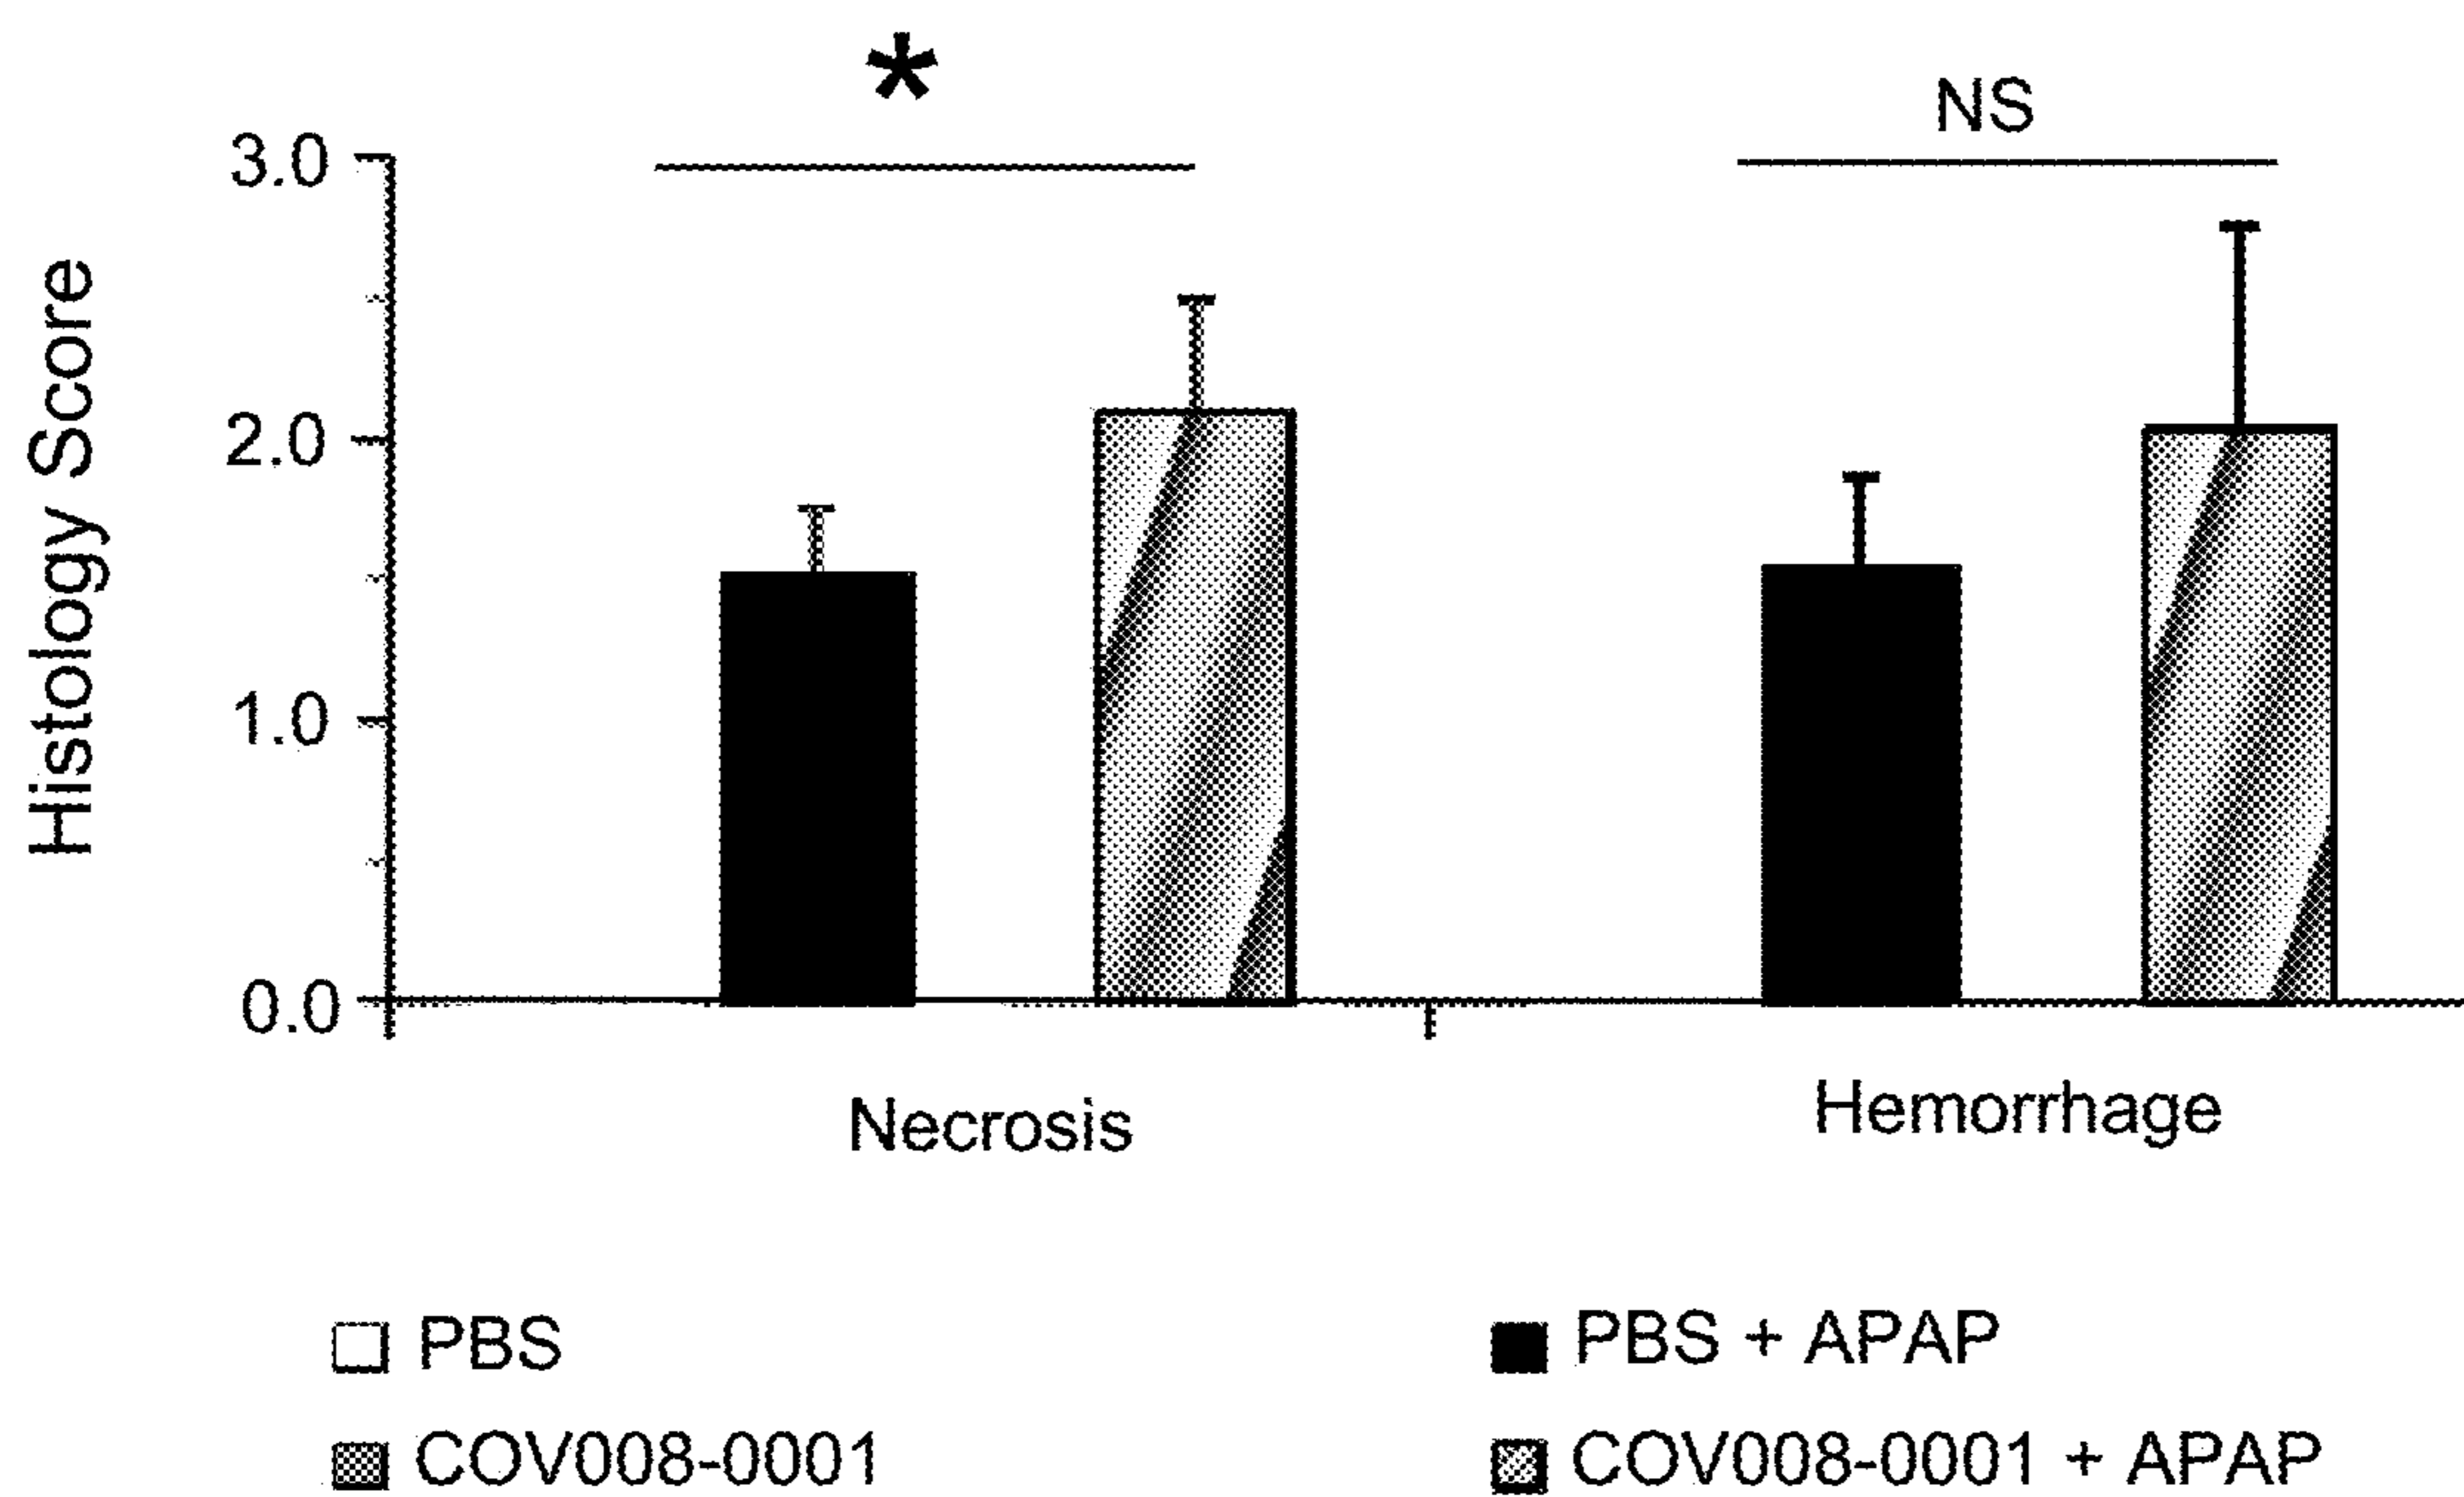 *
NS
3.0
2.0
1.0
0.0
Histology Score
Necrosis
Hemorrhage
PBS
PBS + APAP
COV008-0001
COV008-0001 + APAP